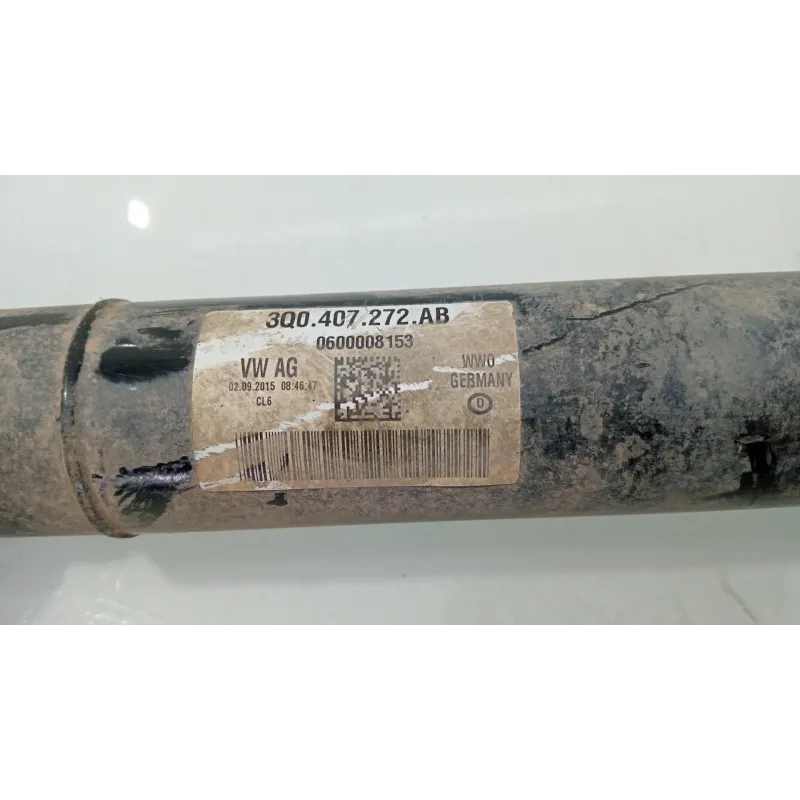 3Q0.407.272.AB
0600008153
VW AG
02.09.2015 08:46:47
CL6
WWO
GERMANY
D